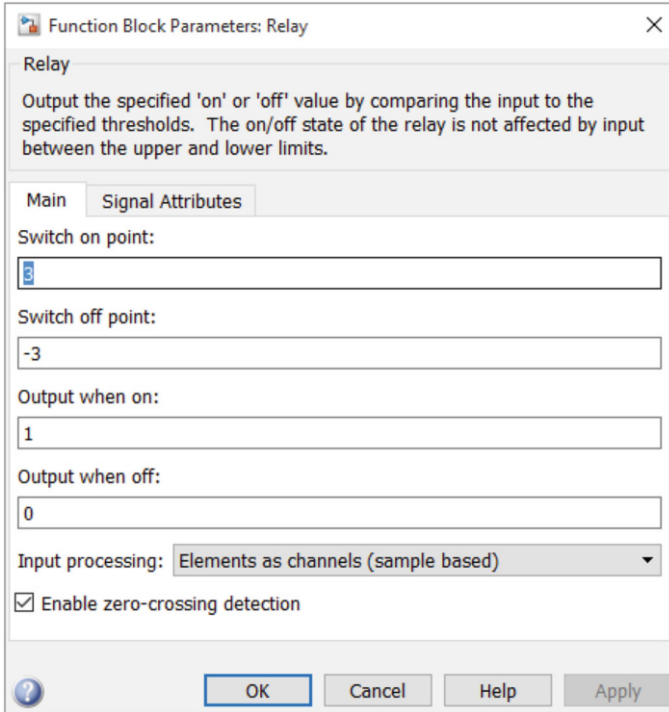 Function Block Parameters: Relay
Relay
Output the specified 'on' or 'off' value by comparing the input to the
specified thresholds.  The on/off state of the relay is not affected by input
between the upper and lower limits.
Main Signal Attributes
Switch on point:
3
Switch off point:
-3
Output when on:
1
Output when off:
0
Input processing: Elements as channels (sample based)
Enable zero-crossing detection
OK Cancel Help Apply